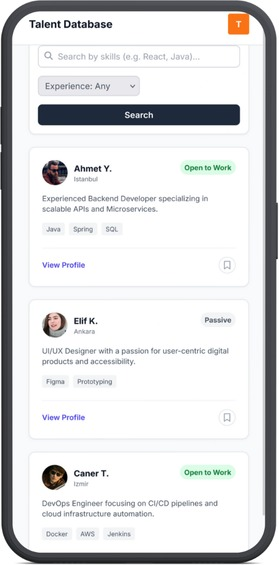 Talent Database
T
Search by skills (e.g. React, Java)...
Experience: Any
Search
Ahmet Y.
Open to Work
Istanbul
Experienced Backend Developer specializing in
scalable APIs and Microservices.
Java Spring SQL
View Profile
Elif K.
Passive
Ankara
UI/UX Designer with a passion for user-centric digital
products and accessibility.
Figma Prototyping
View Profile
Caner T.
Open to Work
Izmir
DevOps Engineer focusing on CI/CD pipelines and
cloud infrastructure automation.
Docker AWS Jenkins